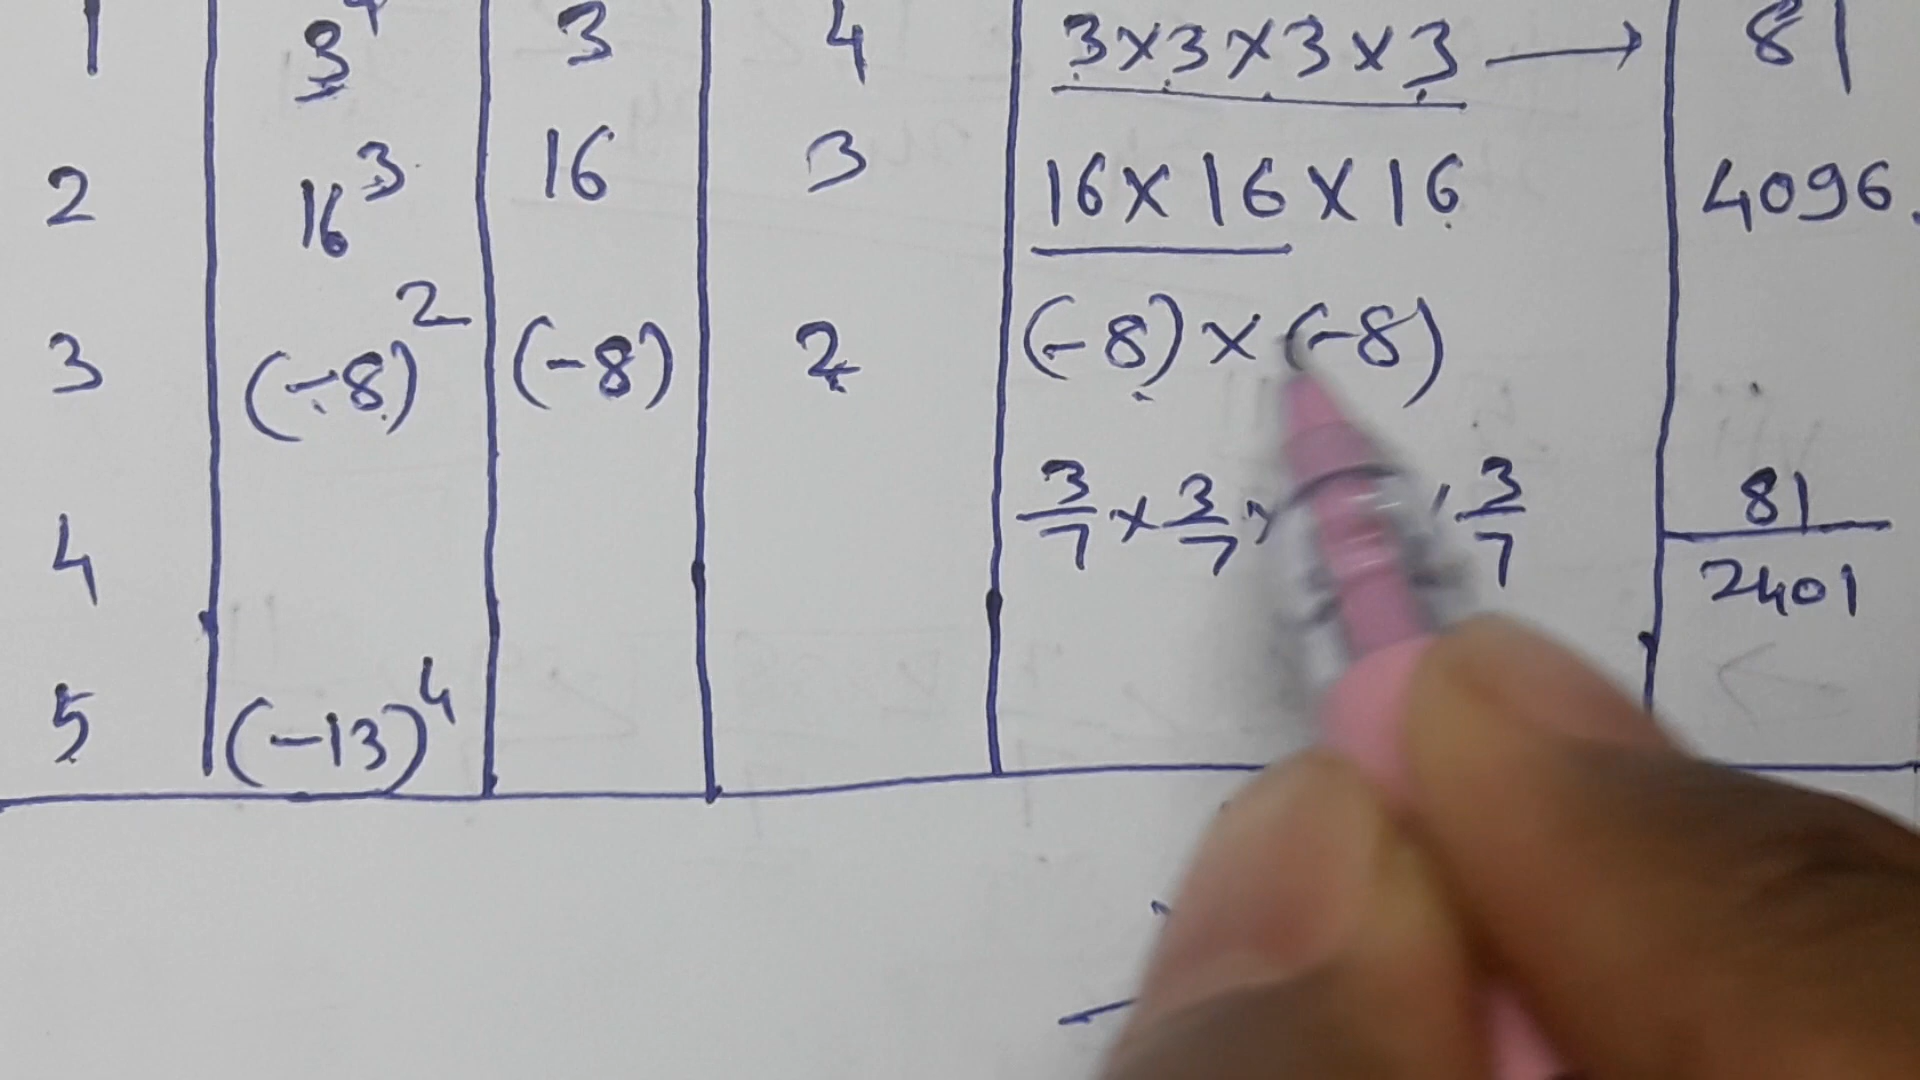 1 3⁴ 3 4 3×3×3×3 → 81
2 16³ 16 3 16×16×16 4096.
3 (-8)² (-8) 2 (-8)×(-8)
4 3/7 × 3/7 × 3/7 81/2401
5 (-13)⁴